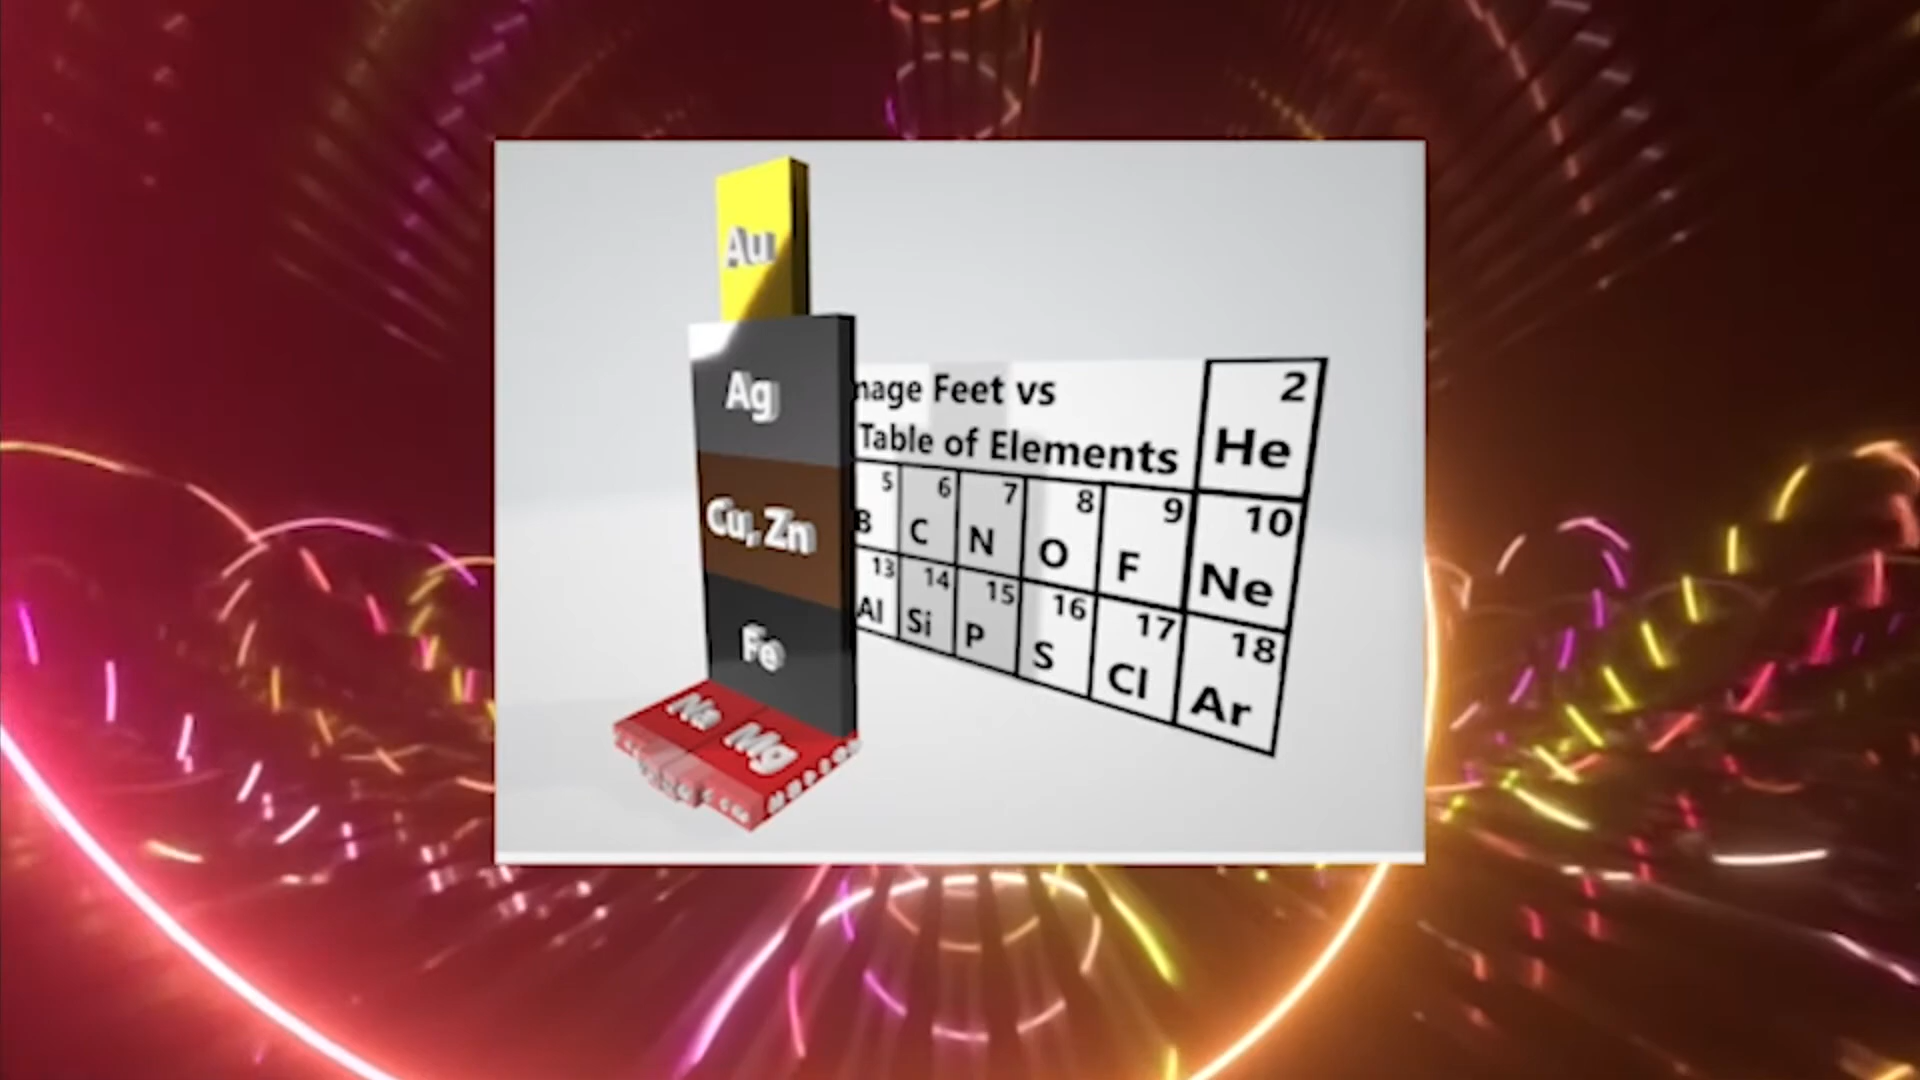 Au
Ag
Cu, Zn
Fe
Na Mg
Feet vs
Table of Elements
2
He
5 6 7 8 9 10
B C N O F Ne
13 14 15 16 17 18
Al Si P S Cl Ar